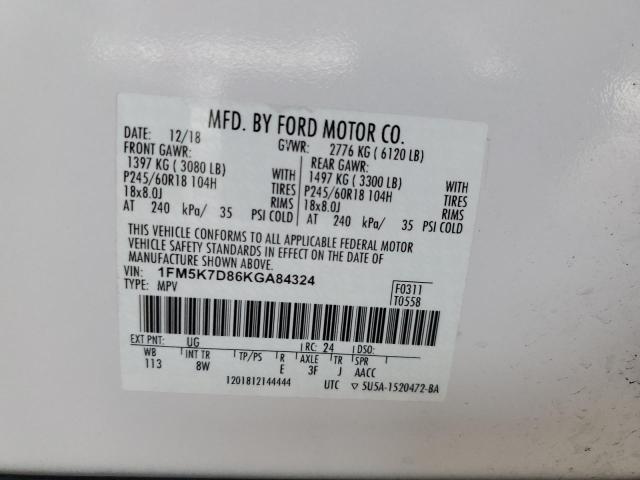 MFD. BY FORD MOTOR CO.
DATE: 12/18 GVWR: 2776 KG ( 6120 LB)
FRONT GAWR: REAR GAWR:
1397 KG ( 3080 LB) 1497 KG ( 3300 LB)
P245/60R18 104H TIRES P245/60R18 104H TIRES
18x8.0J RIMS 18x8.0J RIMS
AT 240 kPa/ 35 PSI COLD AT 240 kPa/ 35 PSI COLD
THIS VEHICLE CONFORMS TO ALL APPLICABLE FEDERAL MOTOR
VEHICLE SAFETY STANDARDS IN EFFECT ON THE DATE OF
MANUFACTURE SHOWN ABOVE.
VIN: 1FM5K7D86KGA84324 F0311
TYPE: MPV T0558
EXT PNT: UG RC: 24 DSO:
WB INT TR TP/PS R AXLE TR SPR
113 8W E 3F J AACC
1201812144444 UTC ▽ 5U5A-1520472-BA